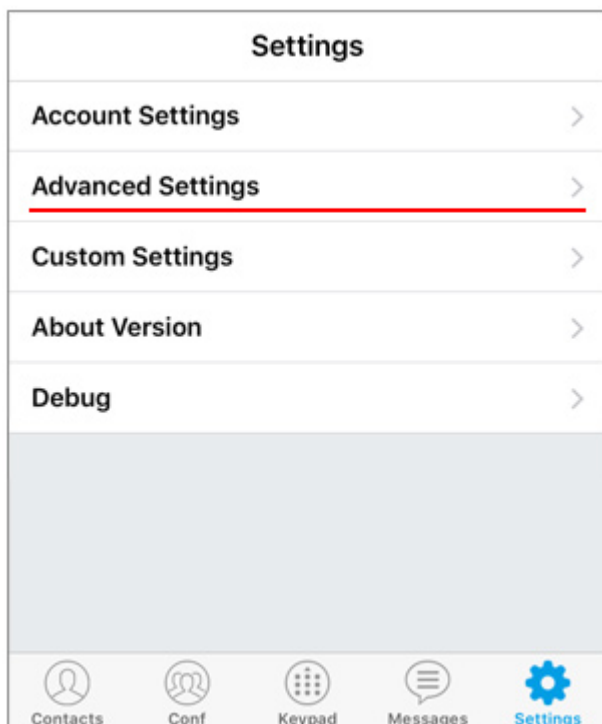 Settings
Account Settings
Advanced Settings
Custom Settings
About Version
Debug
Contacts Conf Keypad Messages Settings